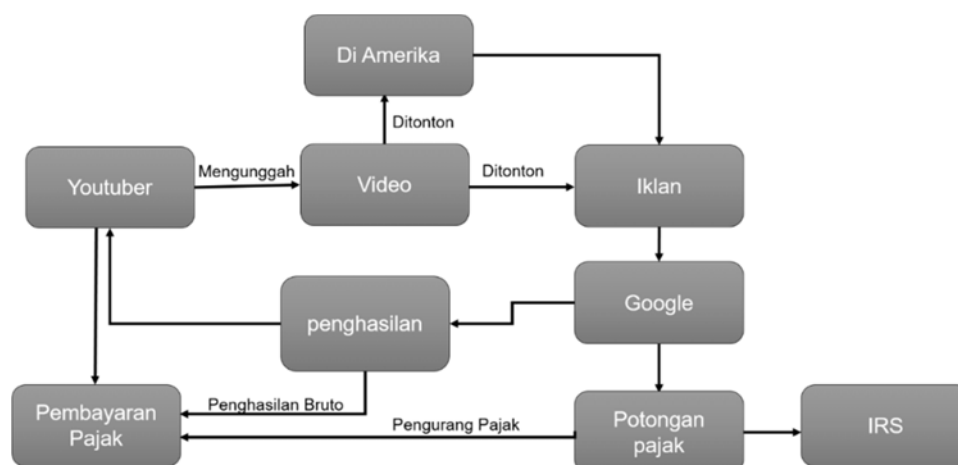 Di Amerika
Ditonton
Youtuber
Mengunggah
Video
Ditonton
Iklan
penghasilan
Google
Pembayaran
Pajak
Penghasilan Bruto
Pengurang Pajak
Potongan
pajak
IRS